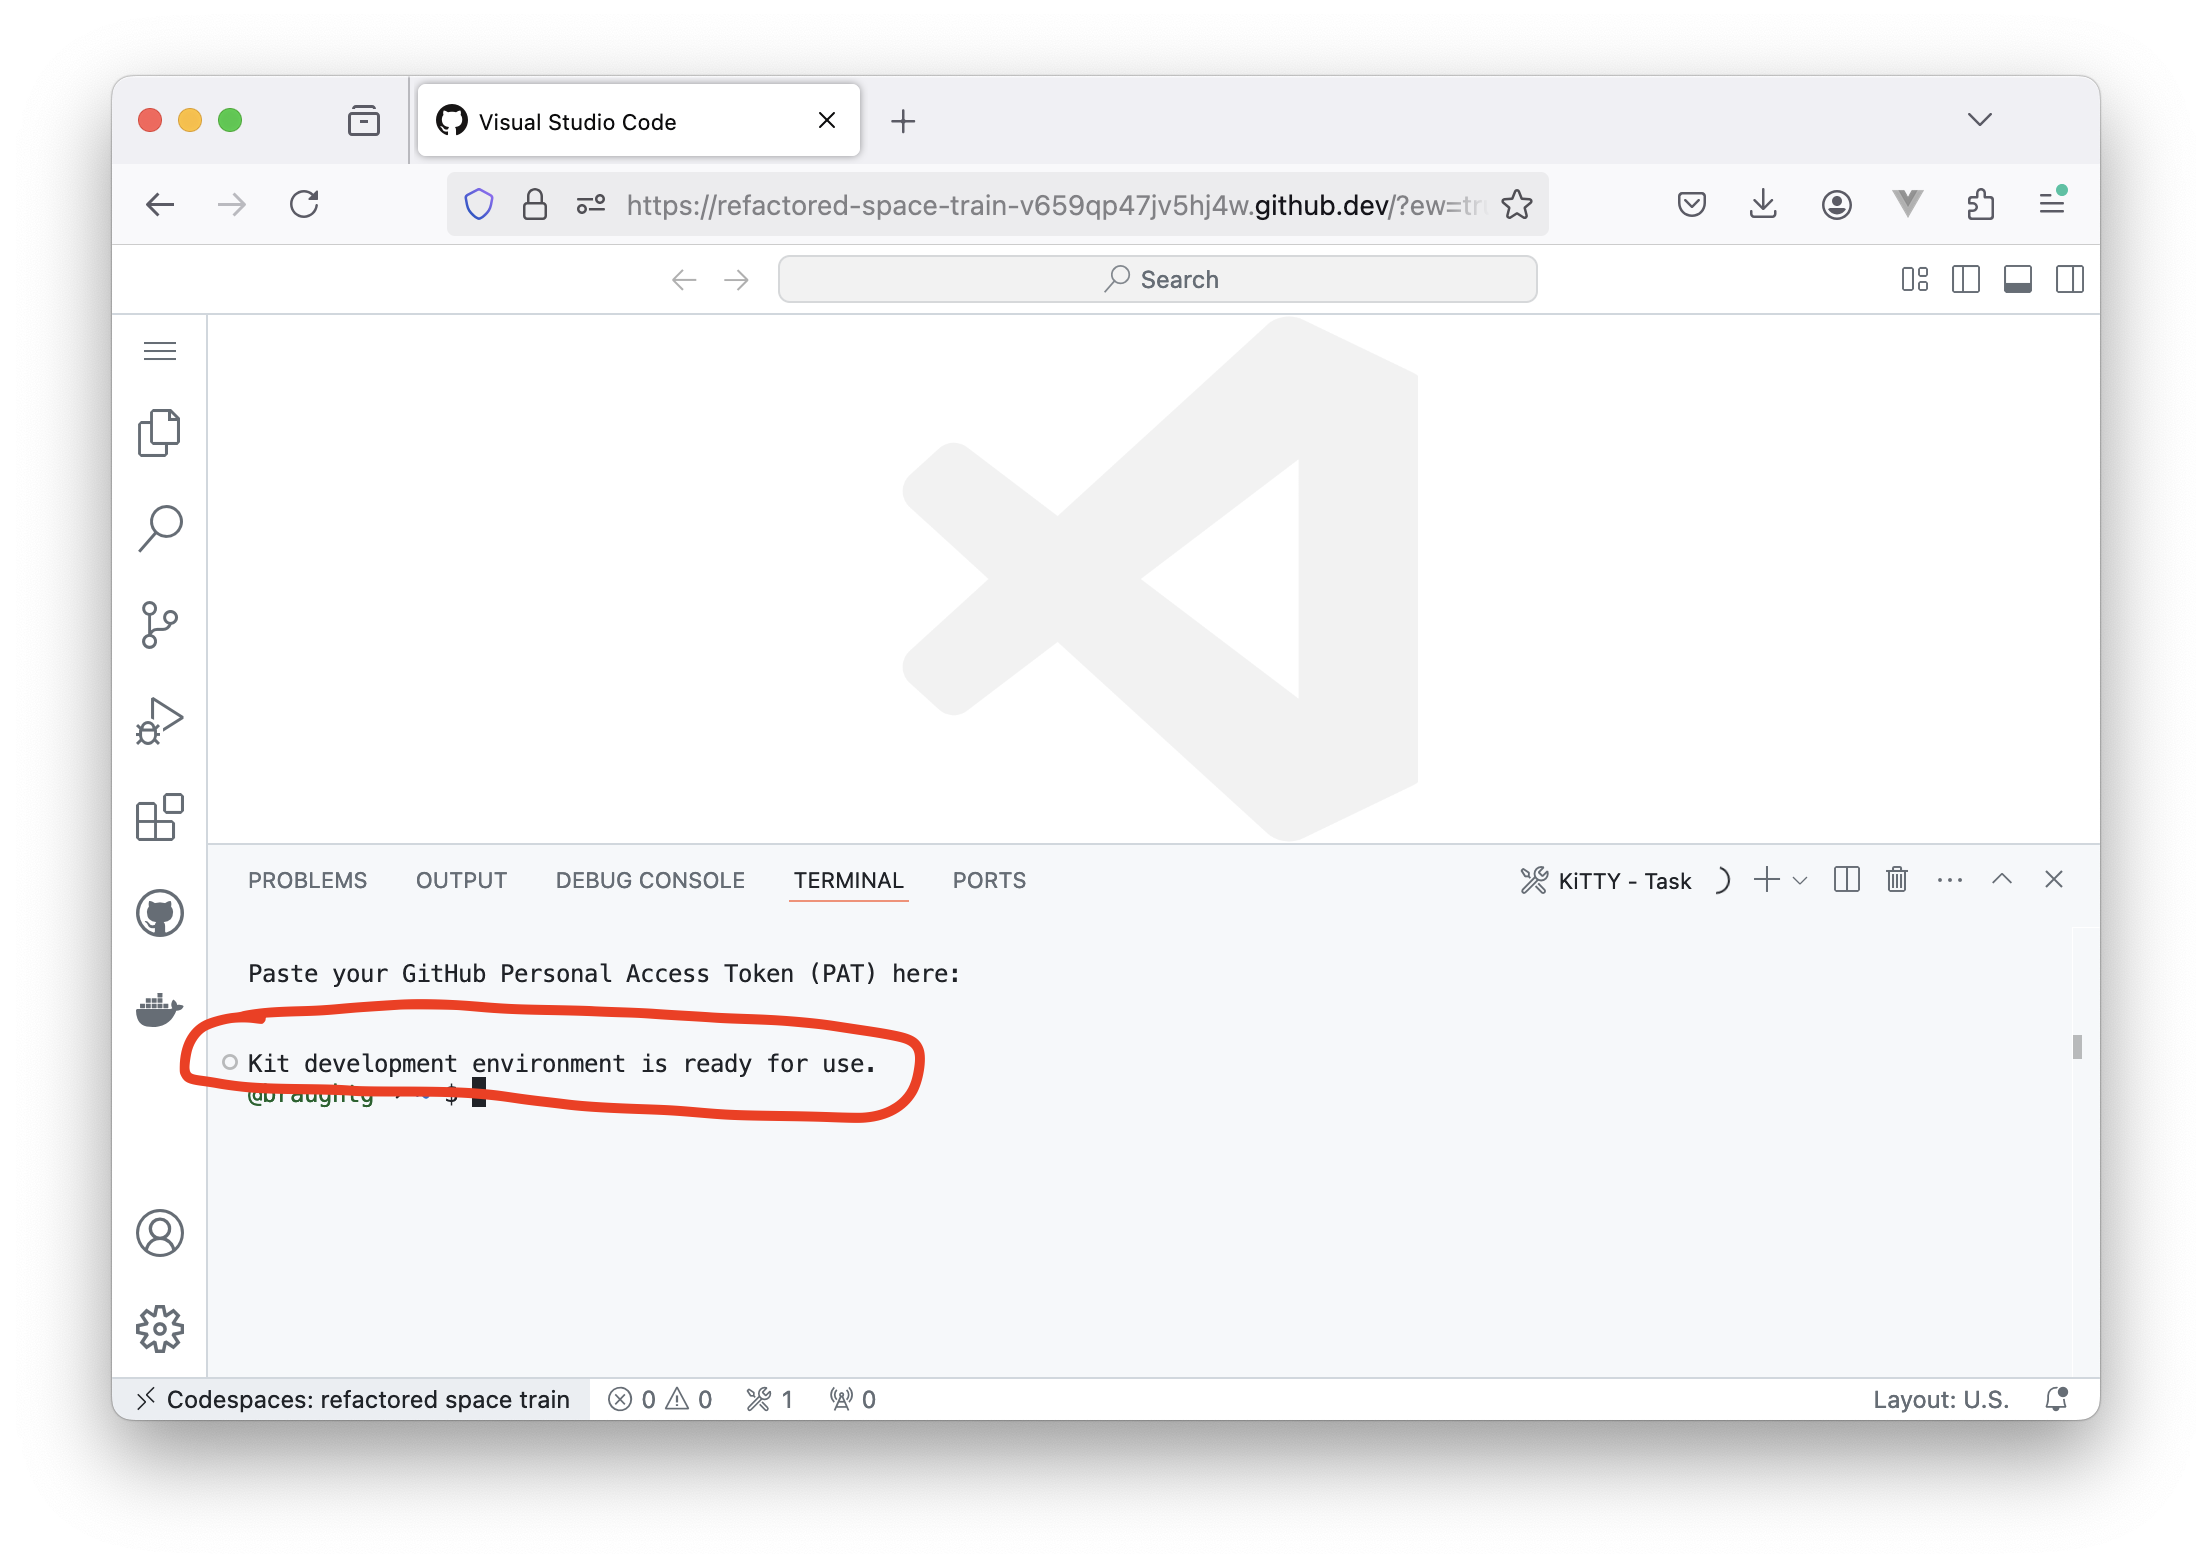 Visual Studio Code
https://refactored-space-train-v659qp47jv5hj4w.github.dev/?ew=tr
Search
PROBLEMS OUTPUT DEBUG CONSOLE TERMINAL PORTS KiTTY - Task
Paste your GitHub Personal Access Token (PAT) here:
Kit development environment is ready for use.
@braughtg ~ $
Codespaces: refactored space train 0 0 1 0 Layout: U.S.